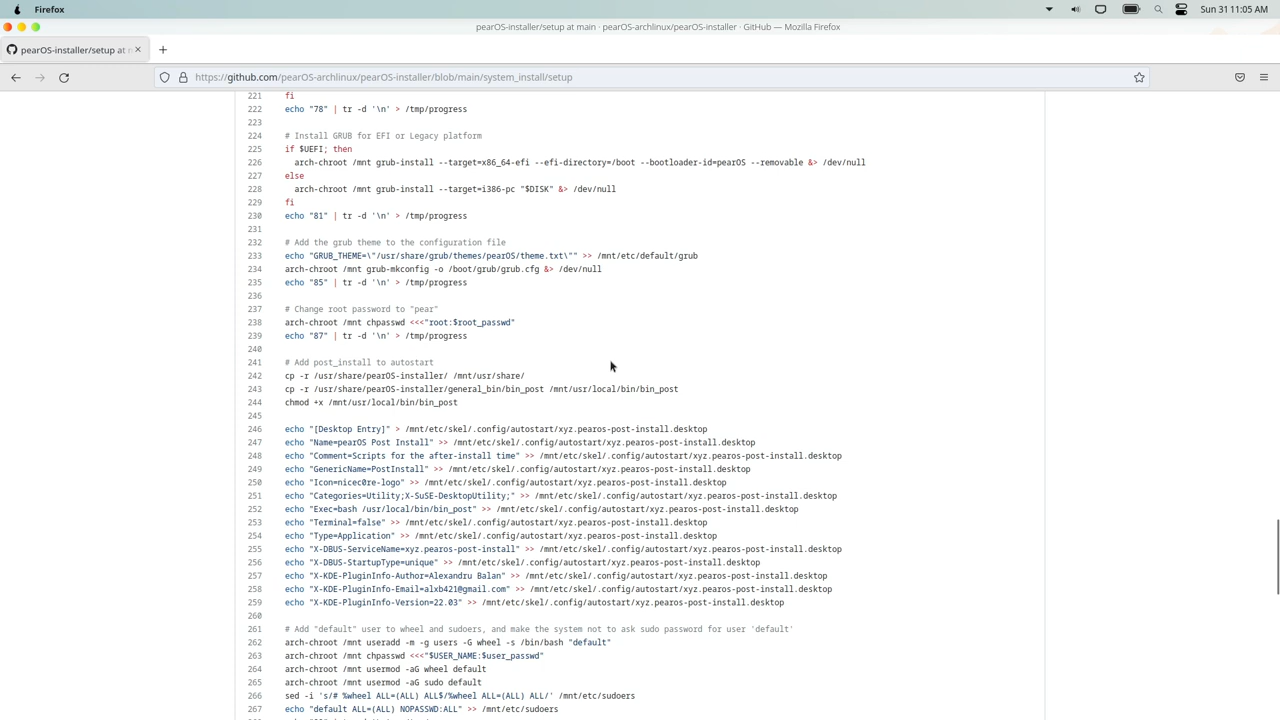 Firefox
Sun 31 11:05 AM
pearOS-installer/setup at main · pearOS-archlinux/pearOS-installer · GitHub — Mozilla Firefox
pearOS-installer/setup at
https://github.com/pearOS-archlinux/pearOS-installer/blob/main/system_install/setup
221 fi
222 echo "78" | tr -d '\n' > /tmp/progress
223
224 # Install GRUB for EFI or Legacy platform
225 if $UEFI; then
226 arch-chroot /mnt grub-install --target=x86_64-efi --efi-directory=/boot --bootloader-id=pearOS --removable &> /dev/null
227 else
228 arch-chroot /mnt grub-install --target=i386-pc "$DISK" &> /dev/null
229 fi
230 echo "81" | tr -d '\n' > /tmp/progress
231
232 # Add the grub theme to the configuration file
233 echo "GRUB_THEME=\"/usr/share/grub/themes/pearOS/theme.txt\"" >> /mnt/etc/default/grub
234 arch-chroot /mnt grub-mkconfig -o /boot/grub/grub.cfg &> /dev/null
235 echo "85" | tr -d '\n' > /tmp/progress
236
237 # Change root password to "pear"
238 arch-chroot /mnt chpasswd <<<"root:$root_passwd"
239 echo "87" | tr -d '\n' > /tmp/progress
240
241 # Add post_install to autostart
242 cp -r /usr/share/pearOS-installer/ /mnt/usr/share/
243 cp -r /usr/share/pearOS-installer/general_bin/bin_post /mnt/usr/local/bin/bin_post
244 chmod +x /mnt/usr/local/bin/bin_post
245
246 echo "[Desktop Entry]" > /mnt/etc/skel/.config/autostart/xyz.pearos-post-install.desktop
247 echo "Name=pearOS Post Install" >> /mnt/etc/skel/.config/autostart/xyz.pearos-post-install.desktop
248 echo "Comment=Scripts for the after-install time" >> /mnt/etc/skel/.config/autostart/xyz.pearos-post-install.desktop
249 echo "GenericName=PostInstall" >> /mnt/etc/skel/.config/autostart/xyz.pearos-post-install.desktop
250 echo "Icon=nicec0re-logo" >> /mnt/etc/skel/.config/autostart/xyz.pearos-post-install.desktop
251 echo "Categories=Utility;X-SuSE-DesktopUtility;" >> /mnt/etc/skel/.config/autostart/xyz.pearos-post-install.desktop
252 echo "Exec=bash /usr/local/bin/bin_post" >> /mnt/etc/skel/.config/autostart/xyz.pearos-post-install.desktop
253 echo "Terminal=false" >> /mnt/etc/skel/.config/autostart/xyz.pearos-post-install.desktop
254 echo "Type=Application" >> /mnt/etc/skel/.config/autostart/xyz.pearos-post-install.desktop
255 echo "X-DBUS-ServiceName=xyz.pearos-post-install" >> /mnt/etc/skel/.config/autostart/xyz.pearos-post-install.desktop
256 echo "X-DBUS-StartupType=unique" >> /mnt/etc/skel/.config/autostart/xyz.pearos-post-install.desktop
257 echo "X-KDE-PluginInfo-Author=Alexandru Balan" >> /mnt/etc/skel/.config/autostart/xyz.pearos-post-install.desktop
258 echo "X-KDE-PluginInfo-Email=alxb421@gmail.com" >> /mnt/etc/skel/.config/autostart/xyz.pearos-post-install.desktop
259 echo "X-KDE-PluginInfo-Version=22.03" >> /mnt/etc/skel/.config/autostart/xyz.pearos-post-install.desktop
260
261 # Add "default" user to wheel and sudoers, and make the system not to ask sudo password for user 'default'
262 arch-chroot /mnt useradd -m -g users -G wheel -s /bin/bash "default"
263 arch-chroot /mnt chpasswd <<<"$USER_NAME:$user_passwd"
264 arch-chroot /mnt usermod -aG wheel default
265 arch-chroot /mnt usermod -aG sudo default
266 sed -i 's/# %wheel ALL=(ALL) ALL$/%wheel ALL=(ALL) ALL/' /mnt/etc/sudoers
267 echo "default ALL=(ALL) NOPASSWD:ALL" >> /mnt/etc/sudoers